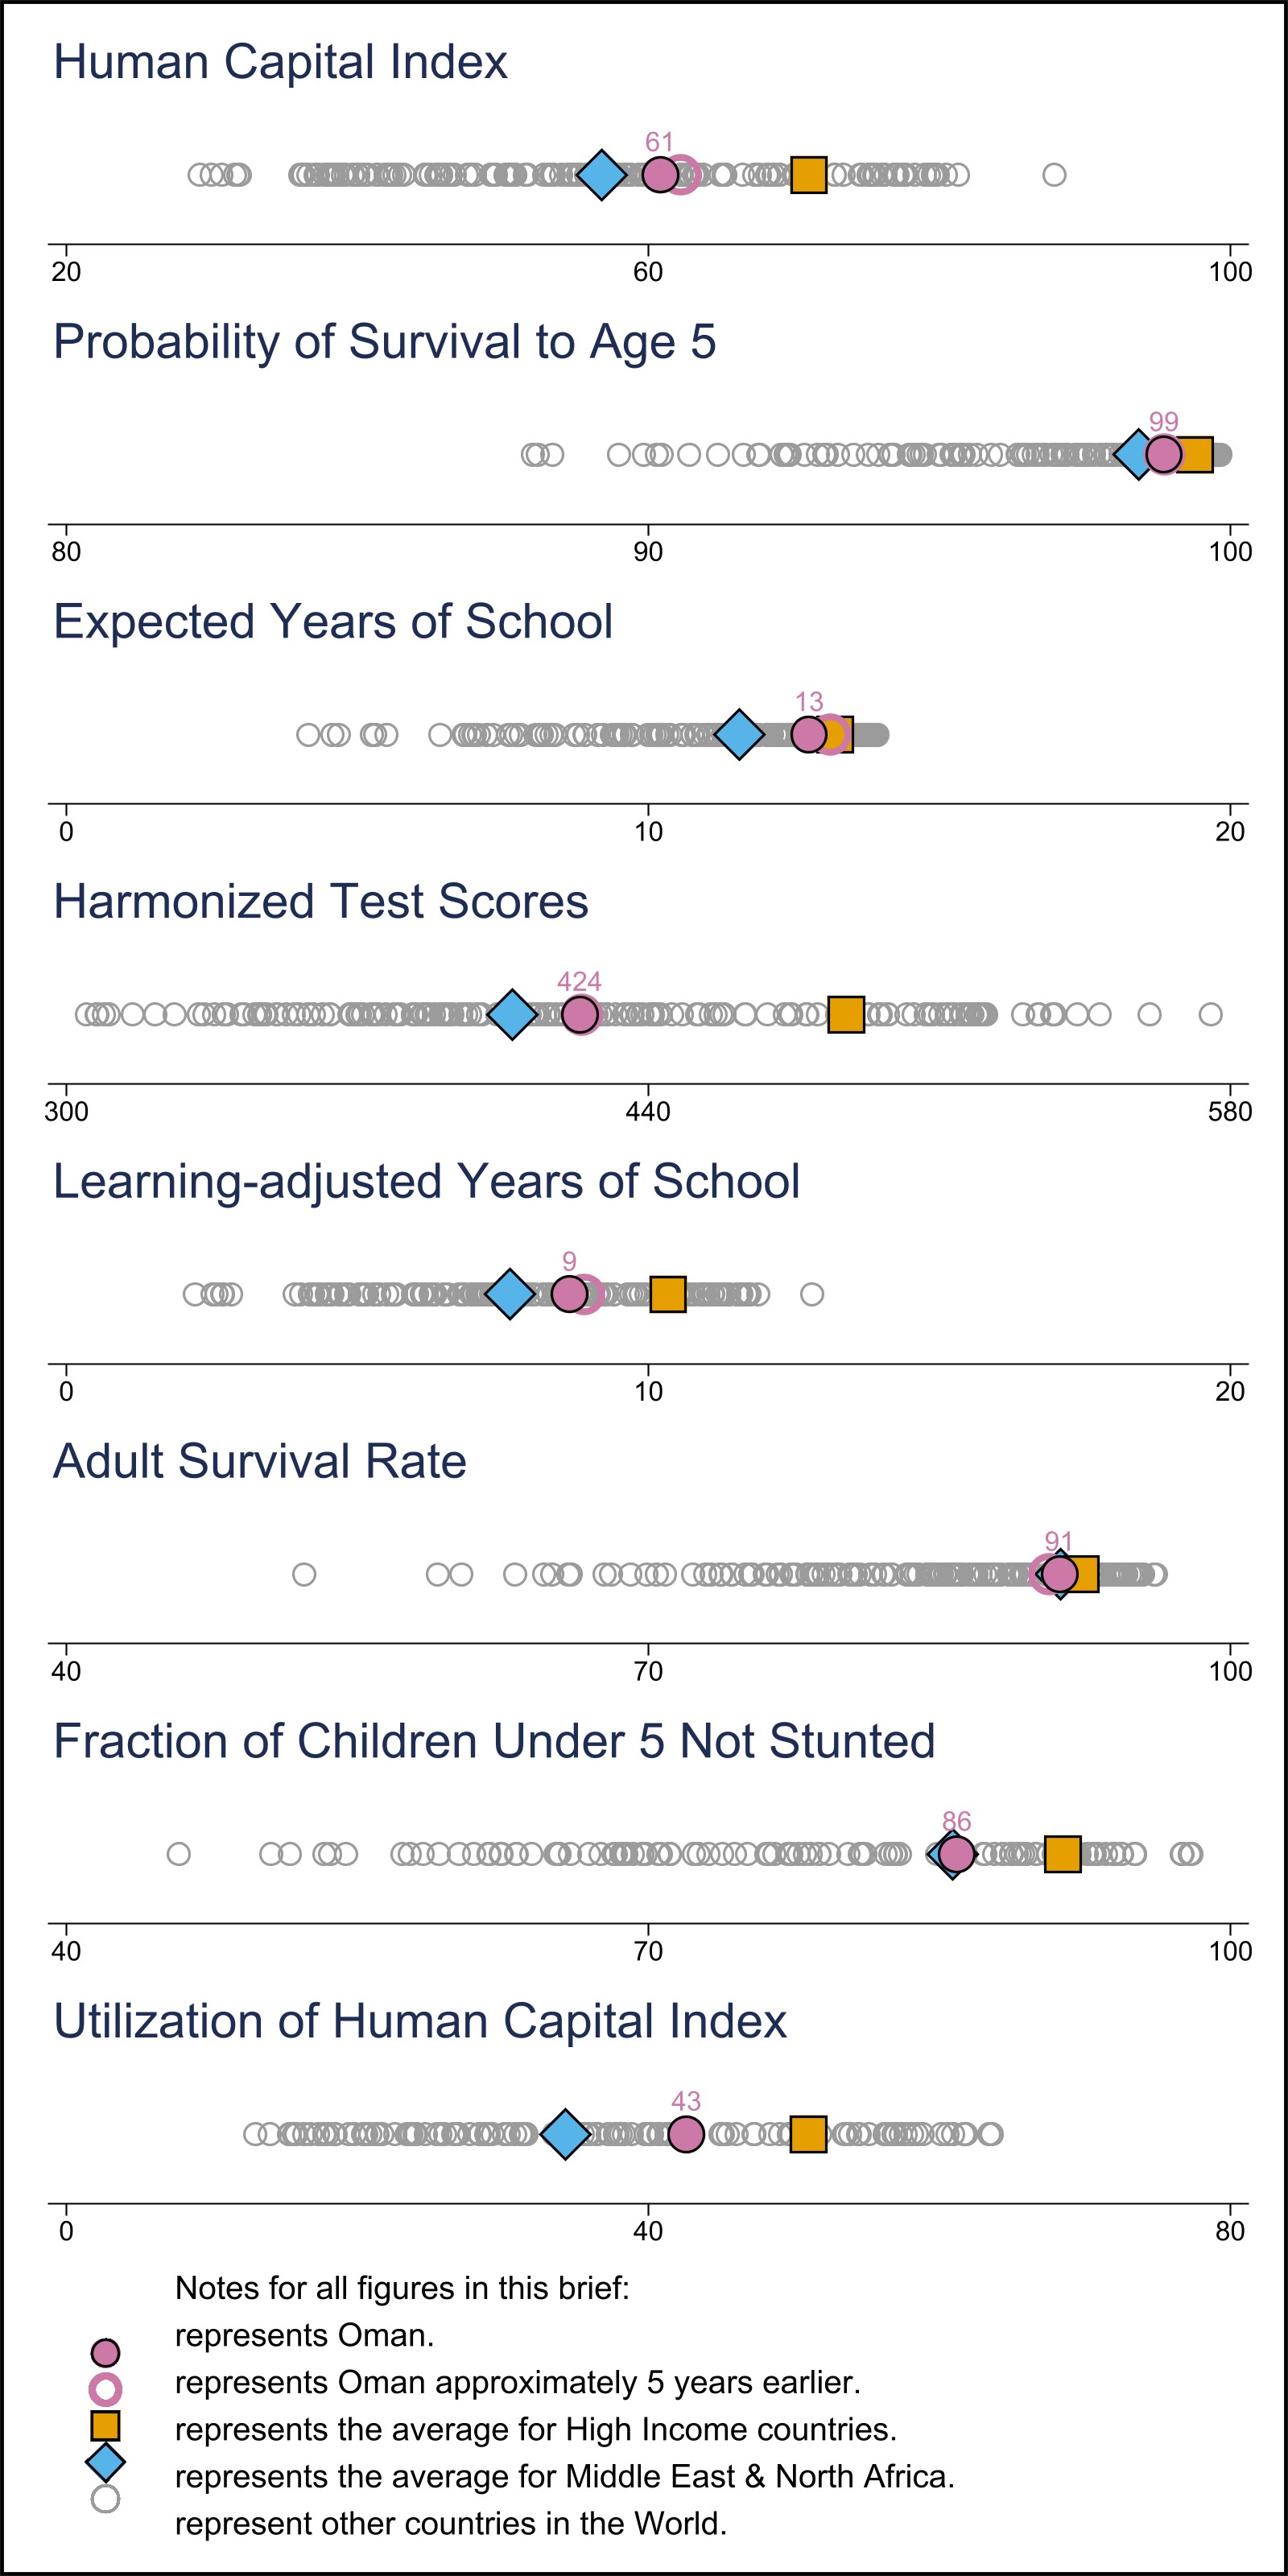 Human Capital Index
61
20 60 100
Probability of Survival to Age 5
99
80 90 100
Expected Years of School
13
0 10 20
Harmonized Test Scores
424
300 440 580
Learning-adjusted Years of School
9
0 10 20
Adult Survival Rate
91
40 70 100
Fraction of Children Under 5 Not Stunted
86
40 70 100
Utilization of Human Capital Index
43
0 40 80
Notes for all figures in this brief:
represents Oman.
represents Oman approximately 5 years earlier.
represents the average for High Income countries.
represents the average for Middle East & North Africa.
represent other countries in the World.